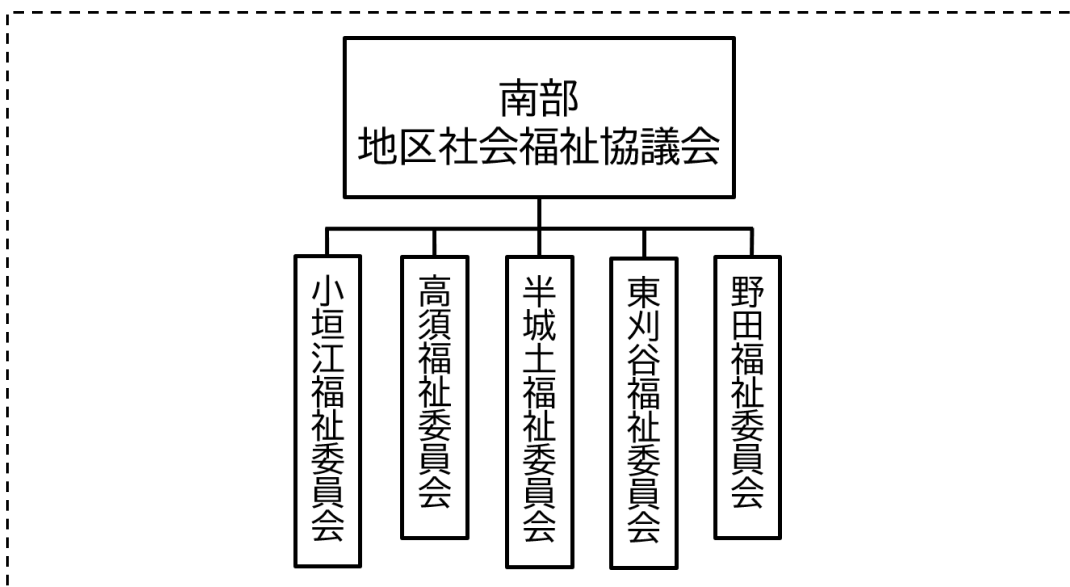 南部
地区社会福祉協議会
小垣江福祉委員会
高須福祉委員会
半城土福祉委員会
東刈谷福祉委員会
野田福祉委員会